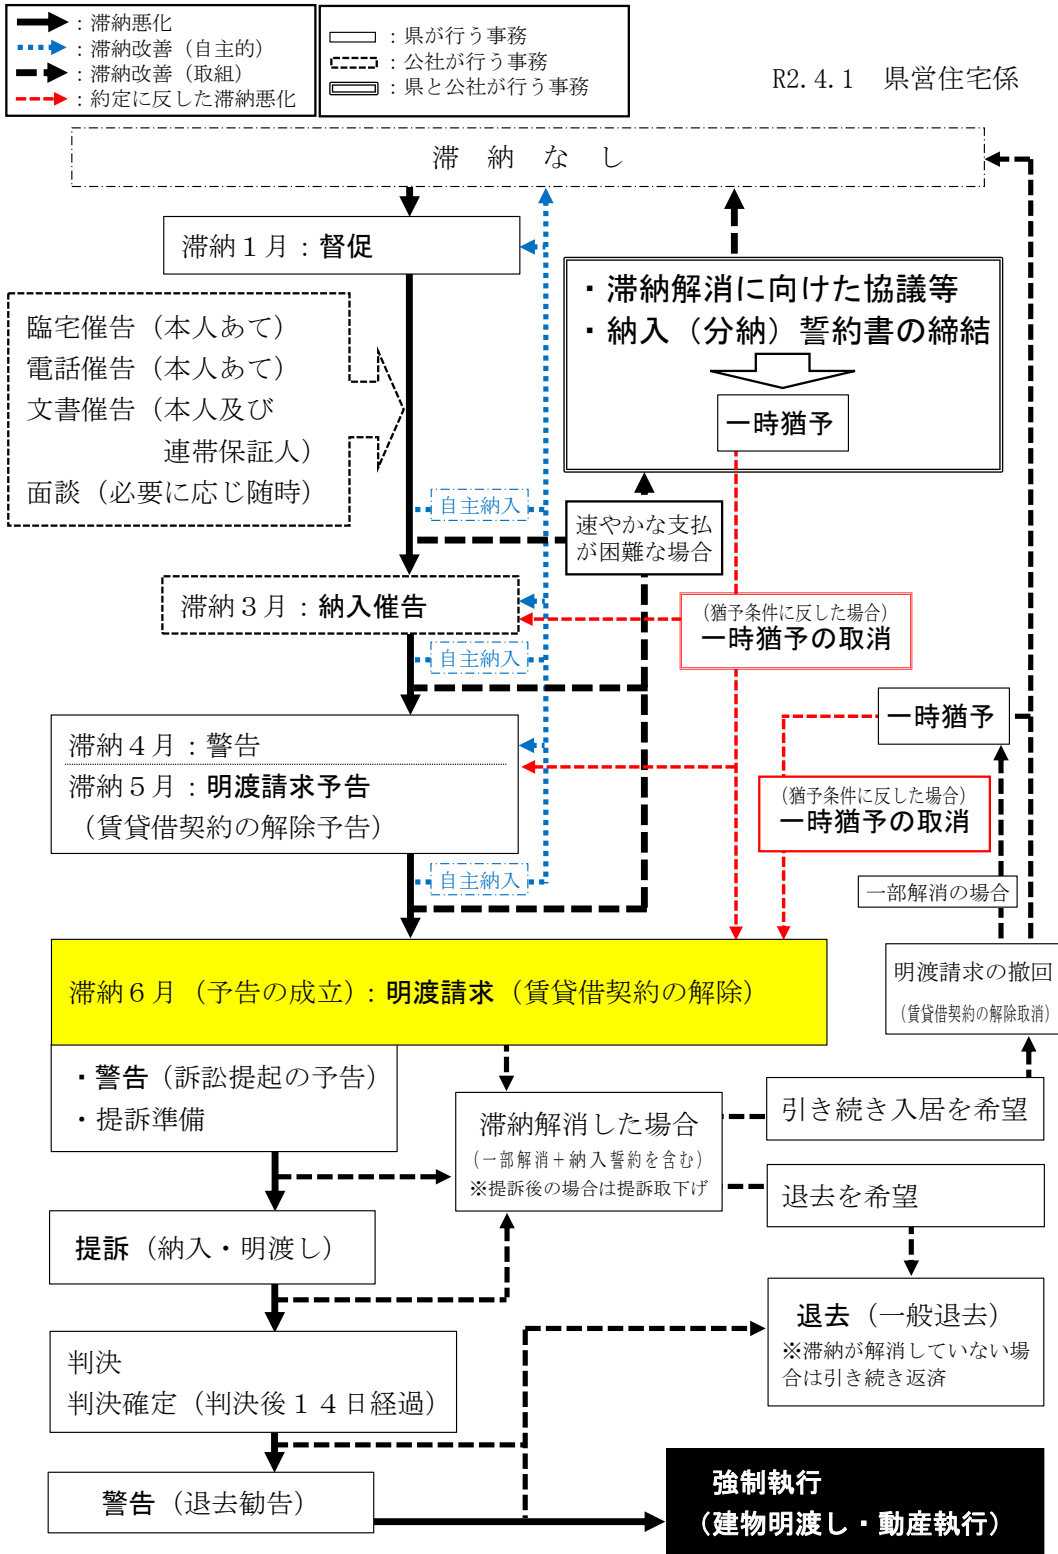 ：滞納悪化
：滞納改善（自主的）
：滞納改善（取組）
：約定に反した滞納悪化
：県が行う事務
：公社が行う事務
：県と公社が行う事務
R2.4.1　県営住宅係
滞　納　な　し
滞納１月：督促
臨宅催告（本人あて）
電話催告（本人あて）
文書催告（本人及び
連帯保証人）
面談（必要に応じ随時）
・滞納解消に向けた協議等
・納入（分納）誓約書の締結
一時猶予
自主納入
速やかな支払
が困難な場合
滞納３月：納入催告
（猶予条件に反した場合）
一時猶予の取消
自主納入
一時猶予
滞納４月：警告
滞納５月：明渡請求予告
（賃貸借契約の解除予告）
（猶予条件に反した場合）
一時猶予の取消
自主納入
一部解消の場合
滞納６月（予告の成立）：明渡請求（賃貸借契約の解除）
明渡請求の撤回
（賃貸借契約の解除取消）
・警告（訴訟提起の予告）
・提訴準備
滞納解消した場合
（一部解消＋納入誓約を含む）
※提訴後の場合は提訴取下げ
引き続き入居を希望
退去を希望
提訴（納入・明渡し）
退去（一般退去）
※滞納が解消していない場
合は引き続き返済
判決
判決確定（判決後１４日経過）
警告（退去勧告）
強制執行
（建物明渡し・動産執行）